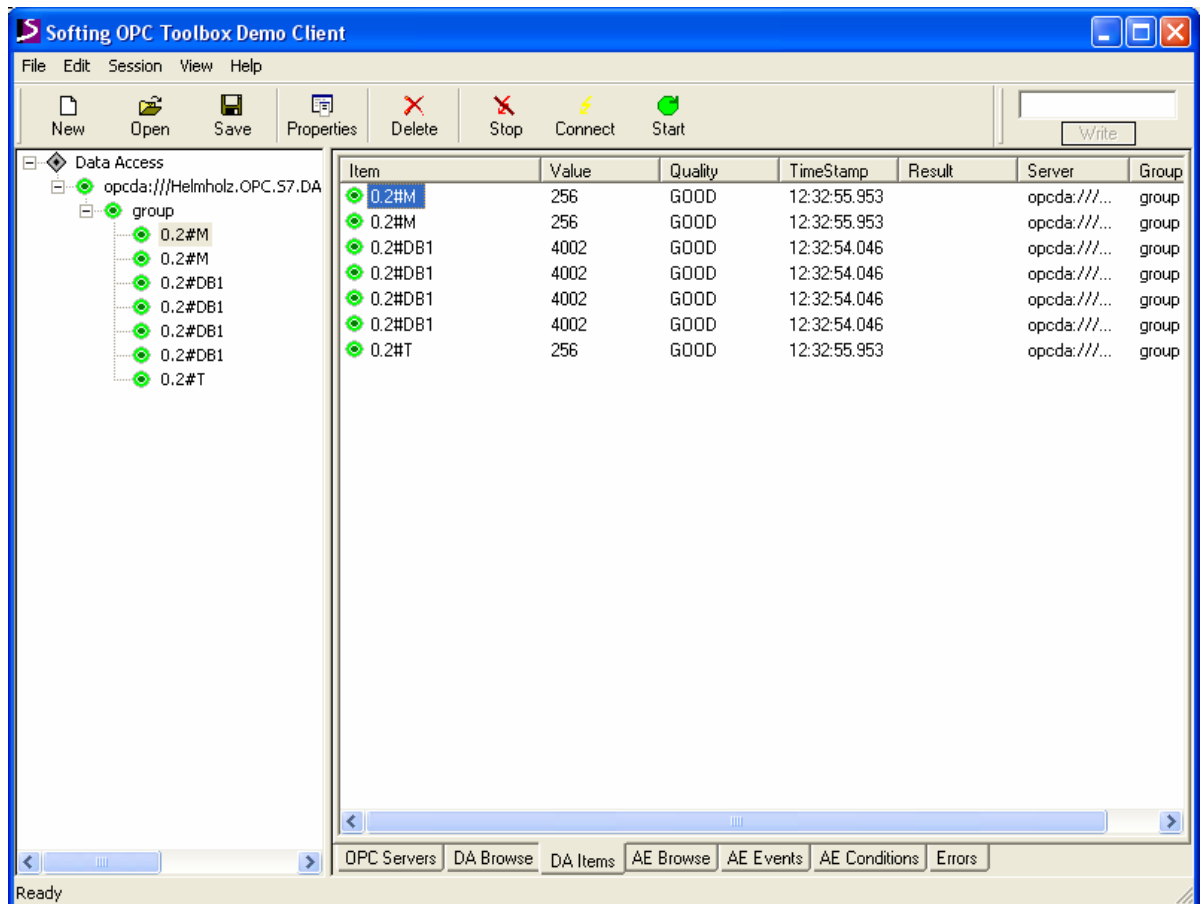 Softing OPC Toolbox Demo Client
File Edit Session View Help
New Open Save Properties Delete Stop Connect Start Write
Data Access
opcda:///Helmholz.OPC.S7.DA
group
0.2#M
0.2#M
0.2#DB1
0.2#DB1
0.2#DB1
0.2#DB1
0.2#T
Item Value Quality TimeStamp Result Server Group
0.2#M 256 GOOD 12:32:55.953 opcda:///... group
0.2#M 256 GOOD 12:32:55.953 opcda:///... group
0.2#DB1 4002 GOOD 12:32:54.046 opcda:///... group
0.2#DB1 4002 GOOD 12:32:54.046 opcda:///... group
0.2#DB1 4002 GOOD 12:32:54.046 opcda:///... group
0.2#DB1 4002 GOOD 12:32:54.046 opcda:///... group
0.2#T 256 GOOD 12:32:55.953 opcda:///... group
OPC Servers DA Browse DA Items AE Browse AE Events AE Conditions Errors
Ready